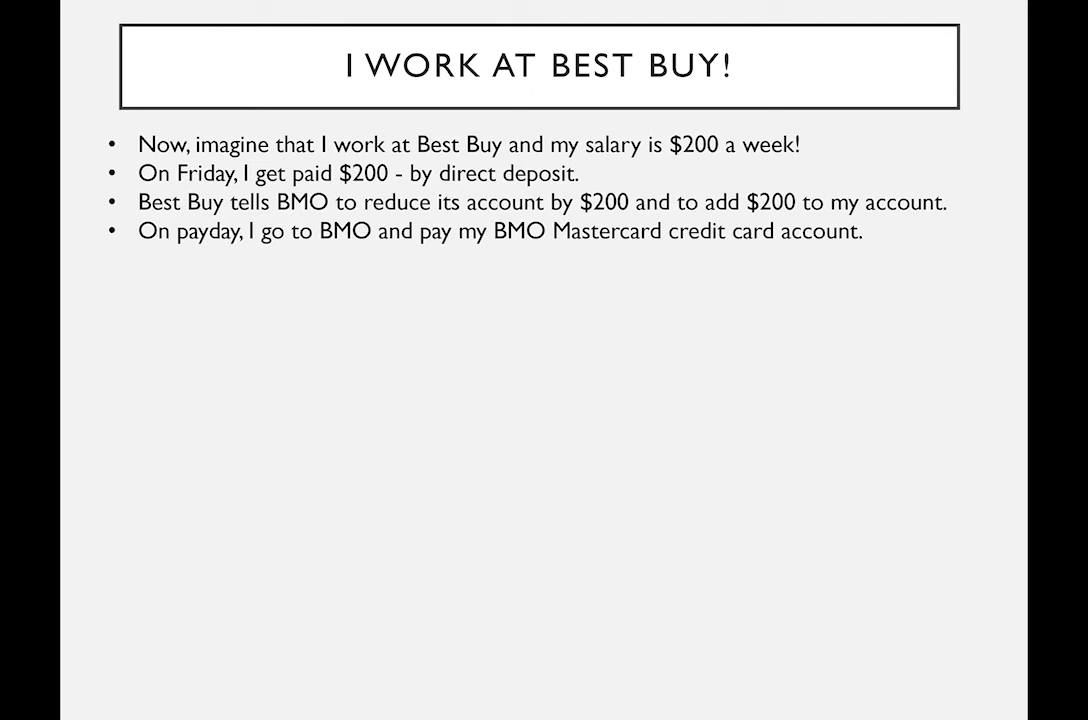 I WORK AT BEST BUY!
• Now, imagine that I work at Best Buy and my salary is $200 a week!
• On Friday, I get paid $200 - by direct deposit.
• Best Buy tells BMO to reduce its account by $200 and to add $200 to my account.
• On payday, I go to BMO and pay my BMO Mastercard credit card account.